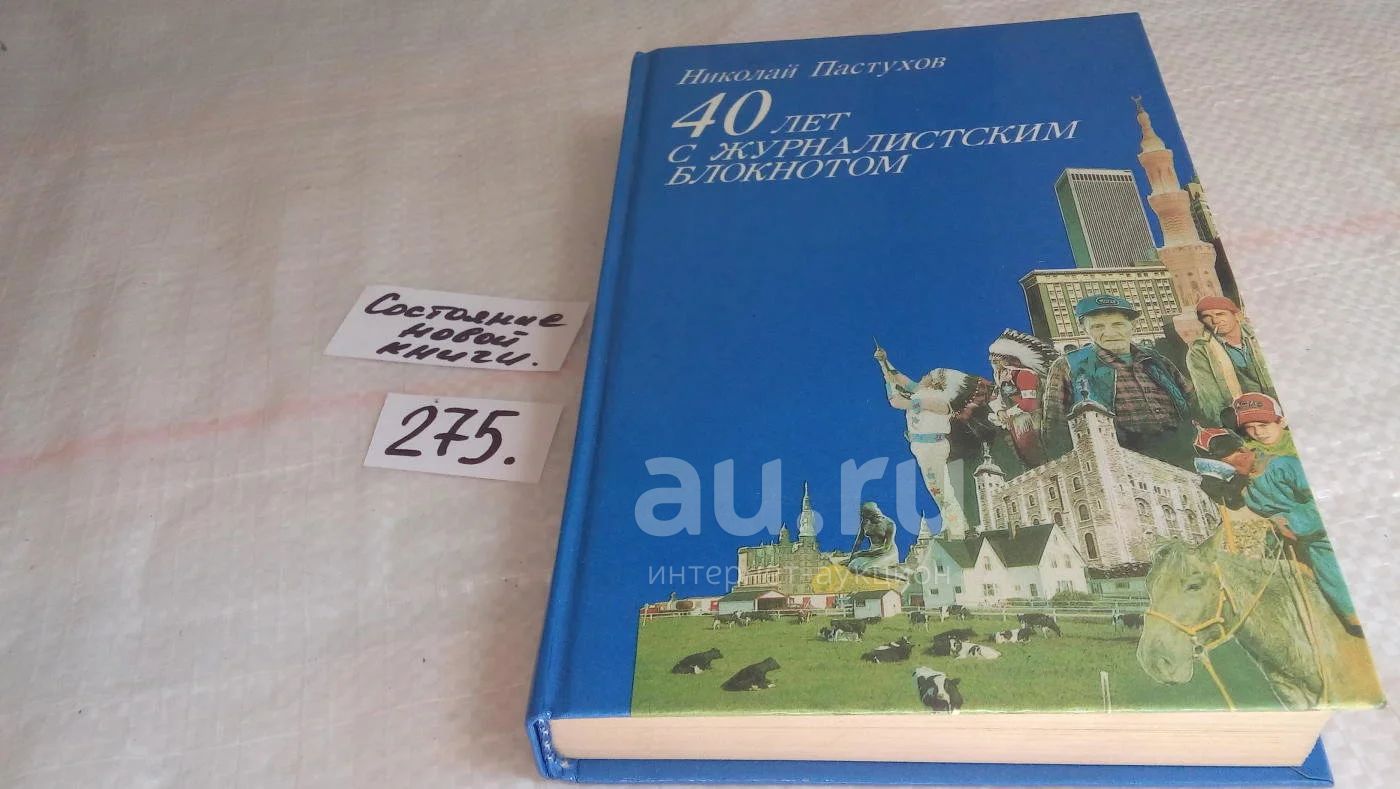 Николай Пастухов
40 ЛЕТ
С ЖУРНАЛИСТСКИМ
БЛОКНОТОМ
Состояние
новой
книги.
275.
au.ru
интернет-аукцион